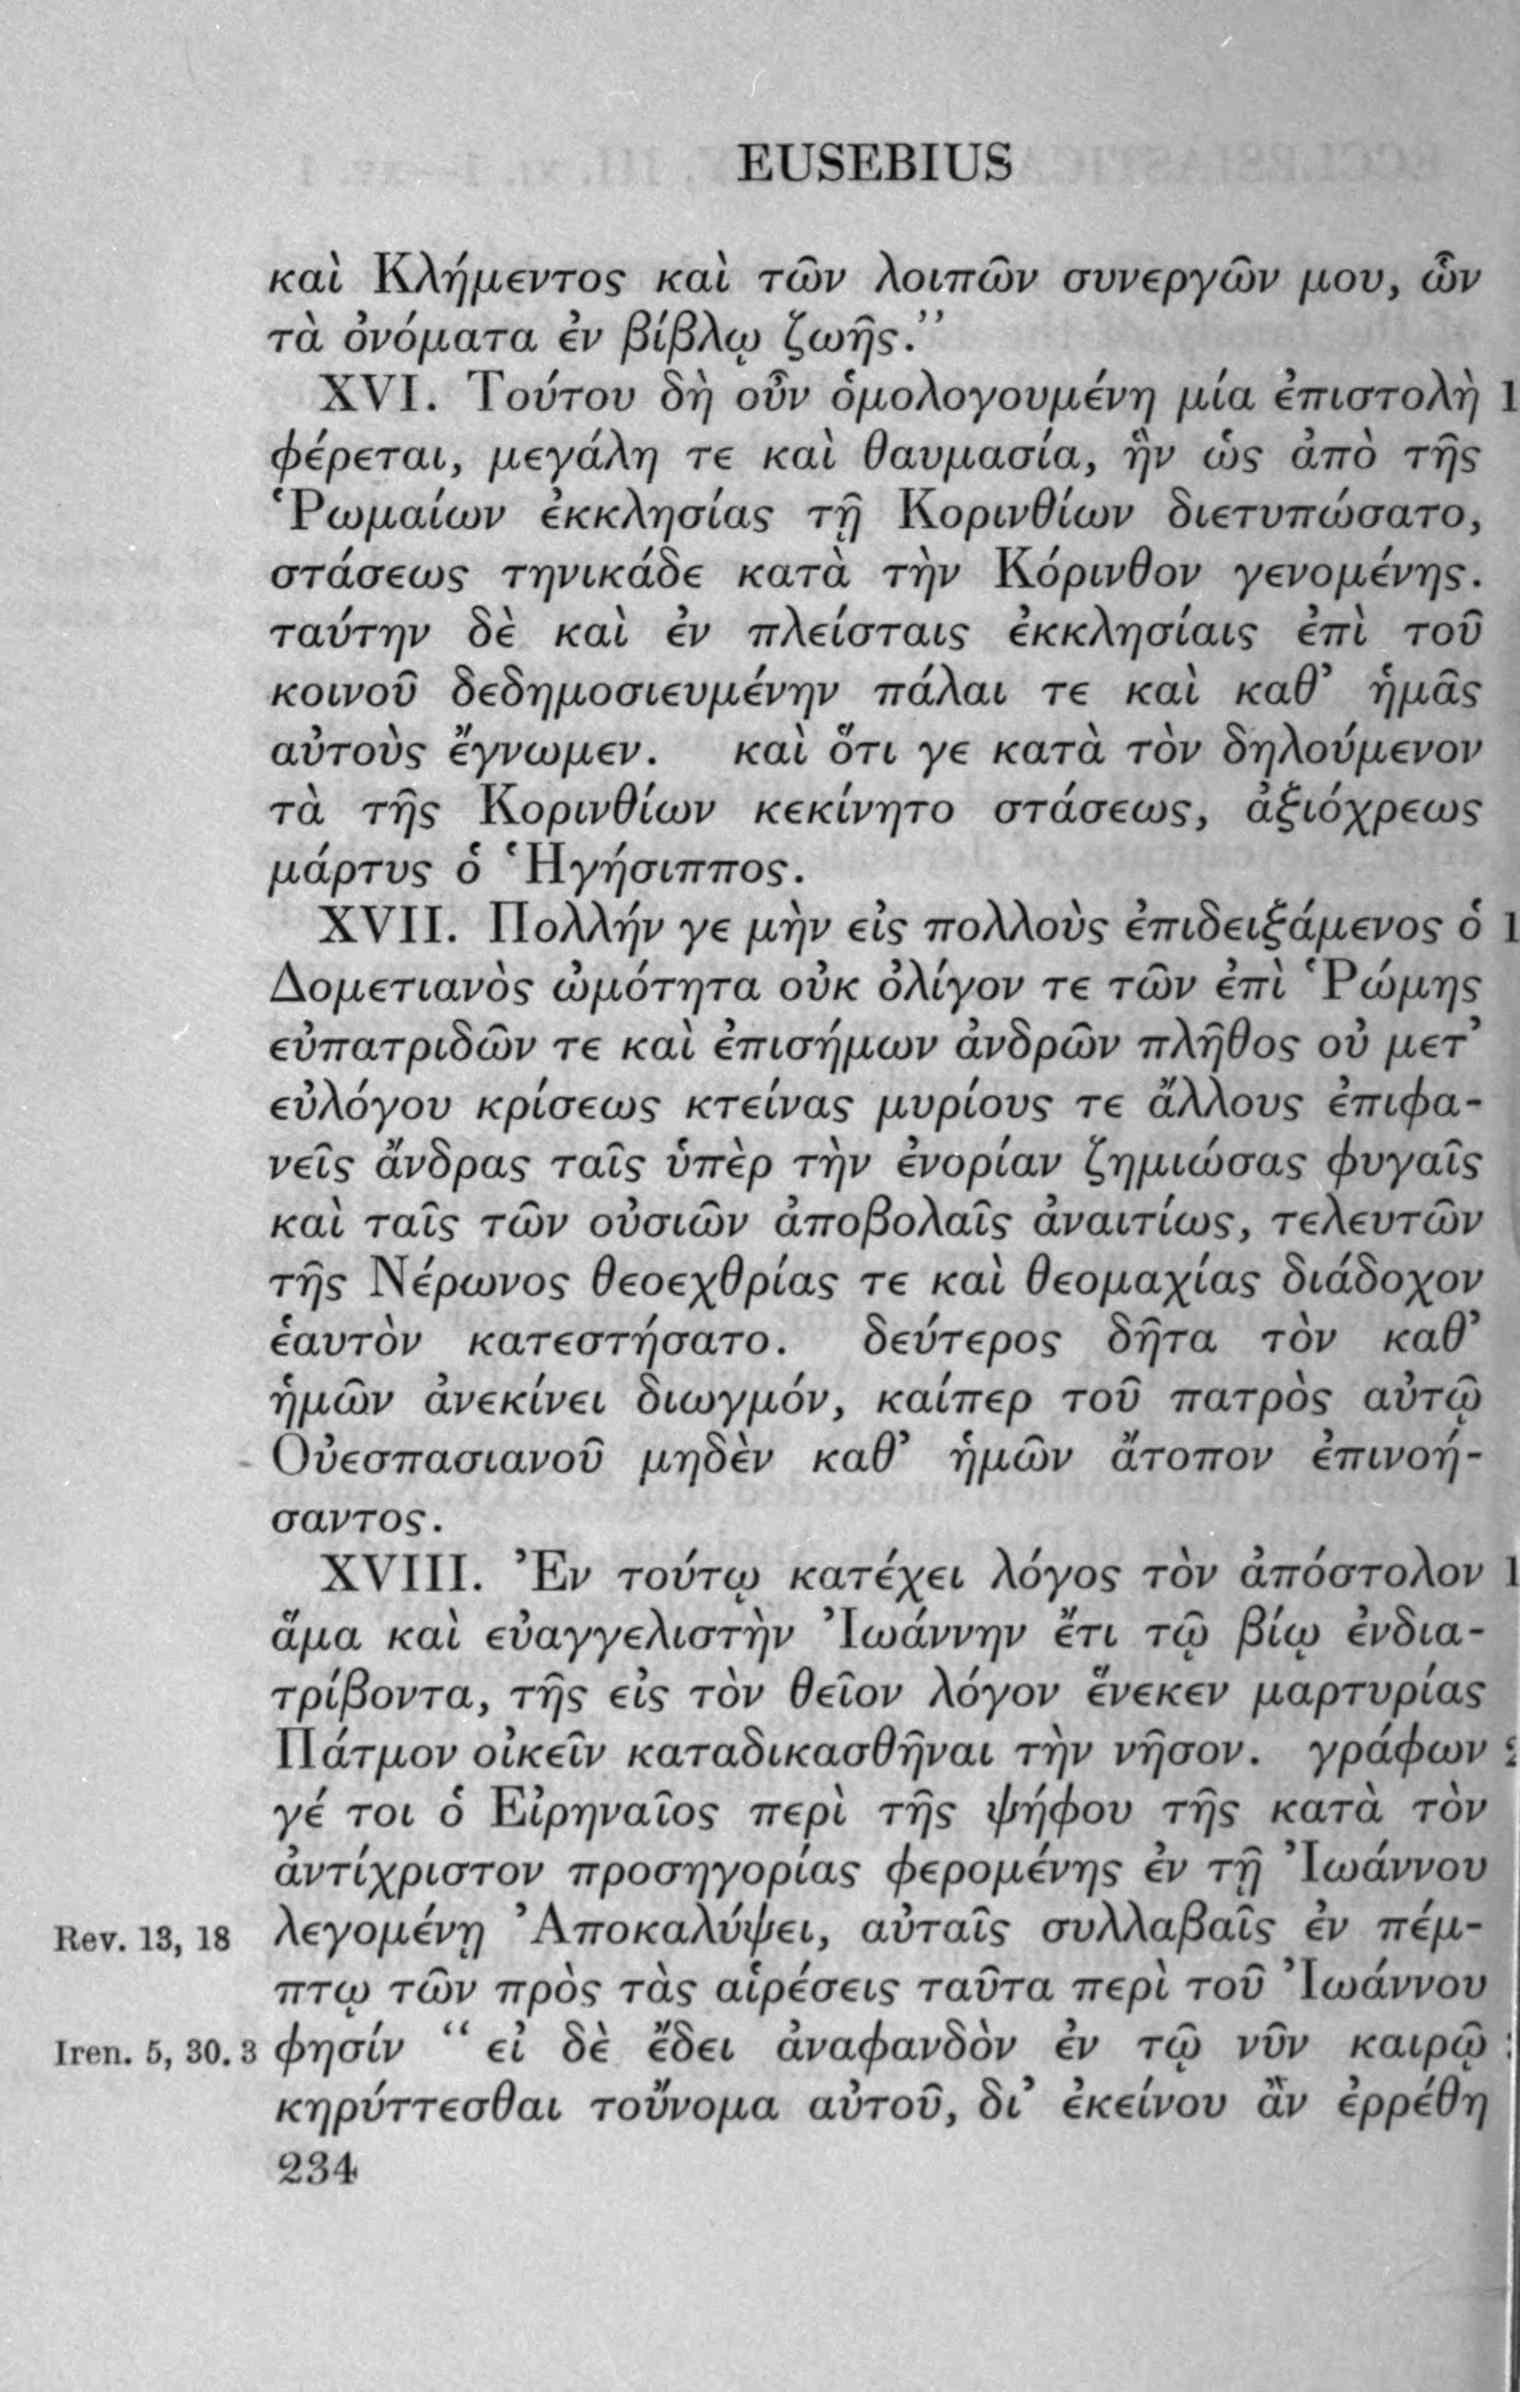 EUSEBIUS
καὶ Κλήμεντος καὶ τῶν λοιπῶν συνεργῶν μου, ὧν
τὰ ὀνόματα ἐν βίβλῳ ζωῆς.”
XVI. Τούτου δὴ οὖν ὁμολογουμένη μία ἐπιστολὴ 1
φέρεται, μεγάλη τε καὶ θαυμασία, ἣν ὡς ἀπὸ τῆς
Ῥωμαίων ἐκκλησίας τῇ Κορινθίων διετυπώσατο,
στάσεως τηνικάδε κατὰ τὴν Κόρινθον γενομένης.
ταύτην δὲ καὶ ἐν πλείσταις ἐκκλησίαις ἐπὶ τοῦ
κοινοῦ δεδημοσιευμένην πάλαι τε καὶ καθ’ ἡμᾶς
αὐτοὺς ἔγνωμεν. καὶ ὅτι γε κατὰ τὸν δηλούμενον
τὰ τῆς Κορινθίων κεκίνητο στάσεως, ἀξιόχρεως
μάρτυς ὁ Ἡγήσιππος.
XVII. Πολλήν γε μὴν εἰς πολλοὺς ἐπιδειξάμενος ὁ 1
Δομετιανὸς ὠμότητα οὐκ ὀλίγον τε τῶν ἐπὶ Ῥώμης
εὐπατριδῶν τε καὶ ἐπισήμων ἀνδρῶν πλῆθος οὐ μετ’
εὐλόγου κρίσεως κτείνας μυρίους τε ἄλλους ἐπιφα-
νεῖς ἄνδρας ταῖς ὑπὲρ τὴν ἐνορίαν ζημιώσας φυγαῖς
καὶ ταῖς τῶν οὐσιῶν ἀποβολαῖς ἀναιτίως, τελευτῶν
τῆς Νέρωνος θεοεχθρίας τε καὶ θεομαχίας διάδοχον
ἑαυτὸν κατεστήσατο. δεύτερος δῆτα τὸν καθ’
ἡμῶν ἀνεκίνει διωγμόν, καίπερ τοῦ πατρὸς αὐτῷ
Οὐεσπασιανοῦ μηδὲν καθ’ ἡμῶν ἄτοπον ἐπινοή-
σαντος.
XVIII. Ἐν τούτῳ κατέχει λόγος τὸν ἀπόστολον 1
ἅμα καὶ εὐαγγελιστὴν Ἰωάννην ἔτι τῷ βίῳ ἐνδια-
τρίβοντα, τῆς εἰς τὸν θεῖον λόγον ἕνεκεν μαρτυρίας
Πάτμον οἰκεῖν καταδικασθῆναι τὴν νῆσον. γράφων 2
γέ τοι ὁ Εἰρηναῖος περὶ τῆς ψήφου τῆς κατὰ τὸν
ἀντίχριστον προσηγορίας φερομένης ἐν τῇ Ἰωάννου
Rev. 13, 18 λεγομένῃ Ἀποκαλύψει, αὐταῖς συλλαβαῖς ἐν πέμ-
πτῳ τῶν πρὸς τὰς αἱρέσεις ταῦτα περὶ τοῦ Ἰωάννου
Iren. 5, 30. 3 φησίν “ εἰ δὲ ἔδει ἀναφανδὸν ἐν τῷ νῦν καιρῷ
κηρύττεσθαι τοὔνομα αὐτοῦ, δι’ ἐκείνου ἂν ἐρρέθη
234